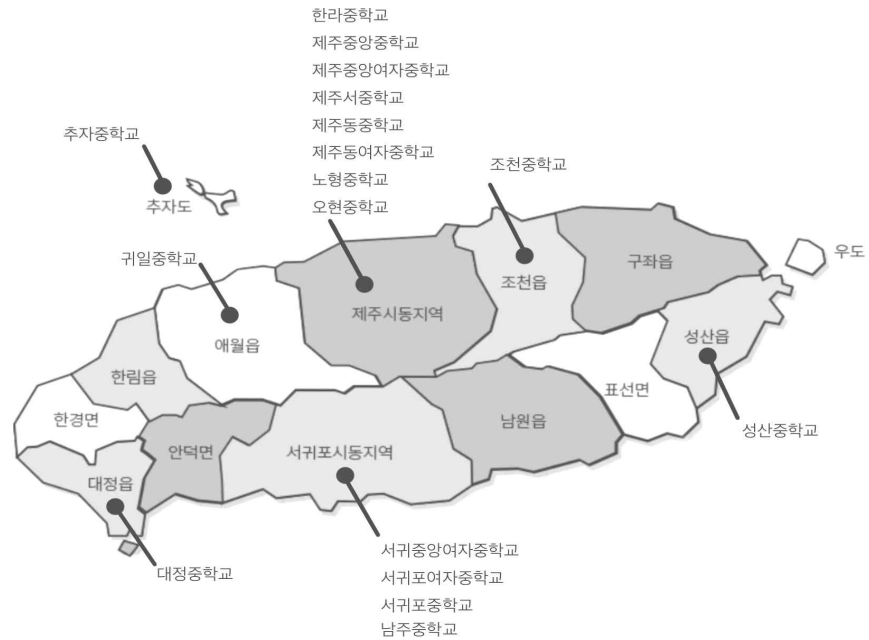 한라중학교
제주중앙중학교
제주중앙여자중학교
제주서중학교
제주동중학교
제주동여자중학교
노형중학교
오현중학교
추자중학교
추자도
조천중학교
귀일중학교
우도
구좌읍
조천읍
제주시동지역
애월읍
성산읍
한림읍
표선면
한경면
남원읍
성산중학교
안덕면
서귀포시동지역
대정읍
대정중학교
서귀중앙여자중학교
서귀포여자중학교
서귀포중학교
남주중학교